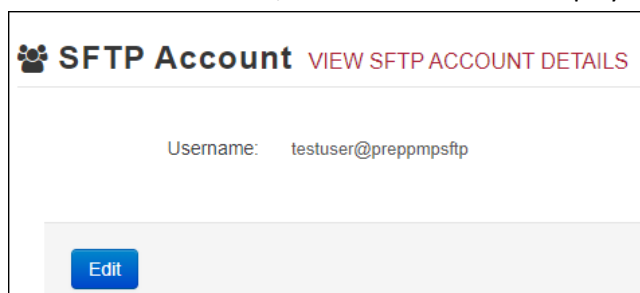 SFTP Account VIEW SFTP ACCOUNT DETAILS
Username: testuser@preppmpsftp
Edit